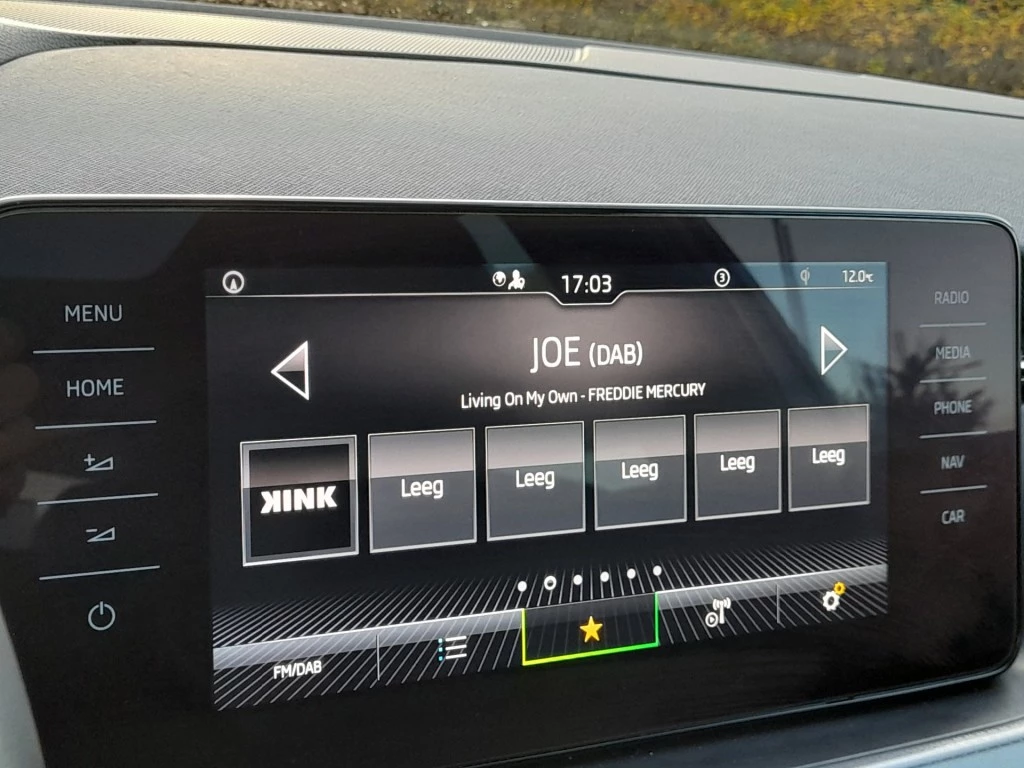 MENU
HOME
17:03
3
12.0°C
JOE (DAB)
Living On My Own - FREDDIE MERCURY
KINK
Leeg
Leeg
Leeg
Leeg
Leeg
FM/DAB
RADIO
MEDIA
PHONE
NAV
CAR